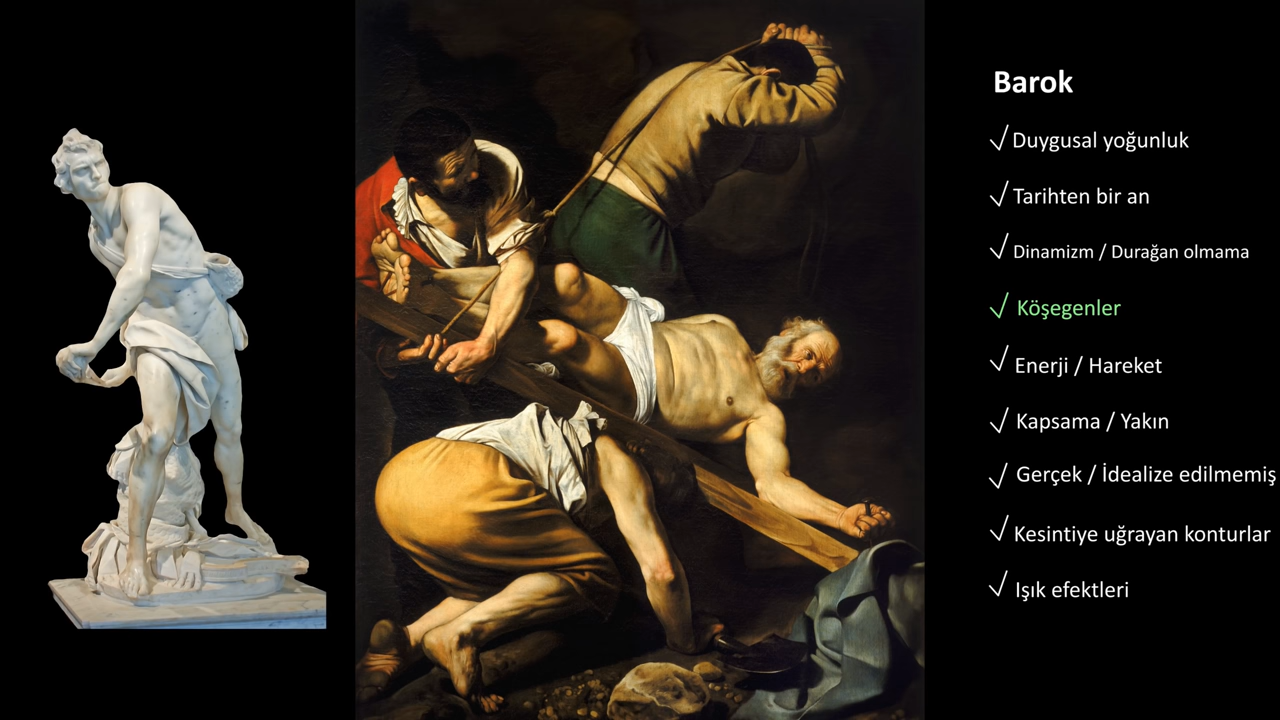 Barok
Duygusal yoğunluk
Tarihten bir an
Dinamizm / Durağan olmama
Köşegenler
Enerji / Hareket
Kapsama / Yakın
Gerçek / İdealize edilmemiş
Kesintiye uğrayan konturlar
Işık efektleri